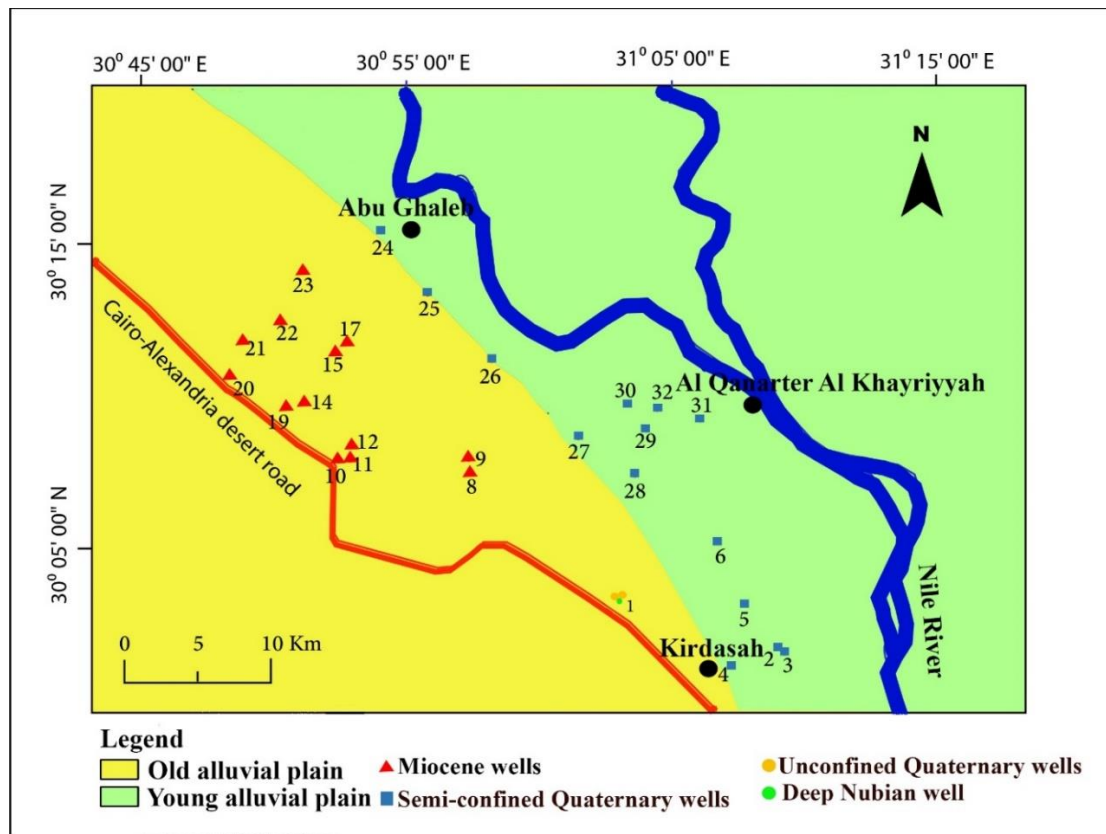 30⁰ 45' 00" E
30⁰ 55' 00" E
31⁰ 05' 00" E
31⁰ 15' 00" E
N
Abu Ghaleb
30⁰ 15' 00" N
24
23
25
Cairo-Alexandria desert road
22
17
21
15
26
20
Al Qanarter Al Khayriyyah
30
32
14
31
19
29
27
12
9
10
11
28
8
30⁰ 05' 00" N
6
Nile River
1
5
0 5 10 Km
Kirdasah
2
3
4
Legend
Old alluvial plain
Young alluvial plain
Miocene wells
Semi-confined Quaternary wells
Unconfined Quaternary wells
Deep Nubian well